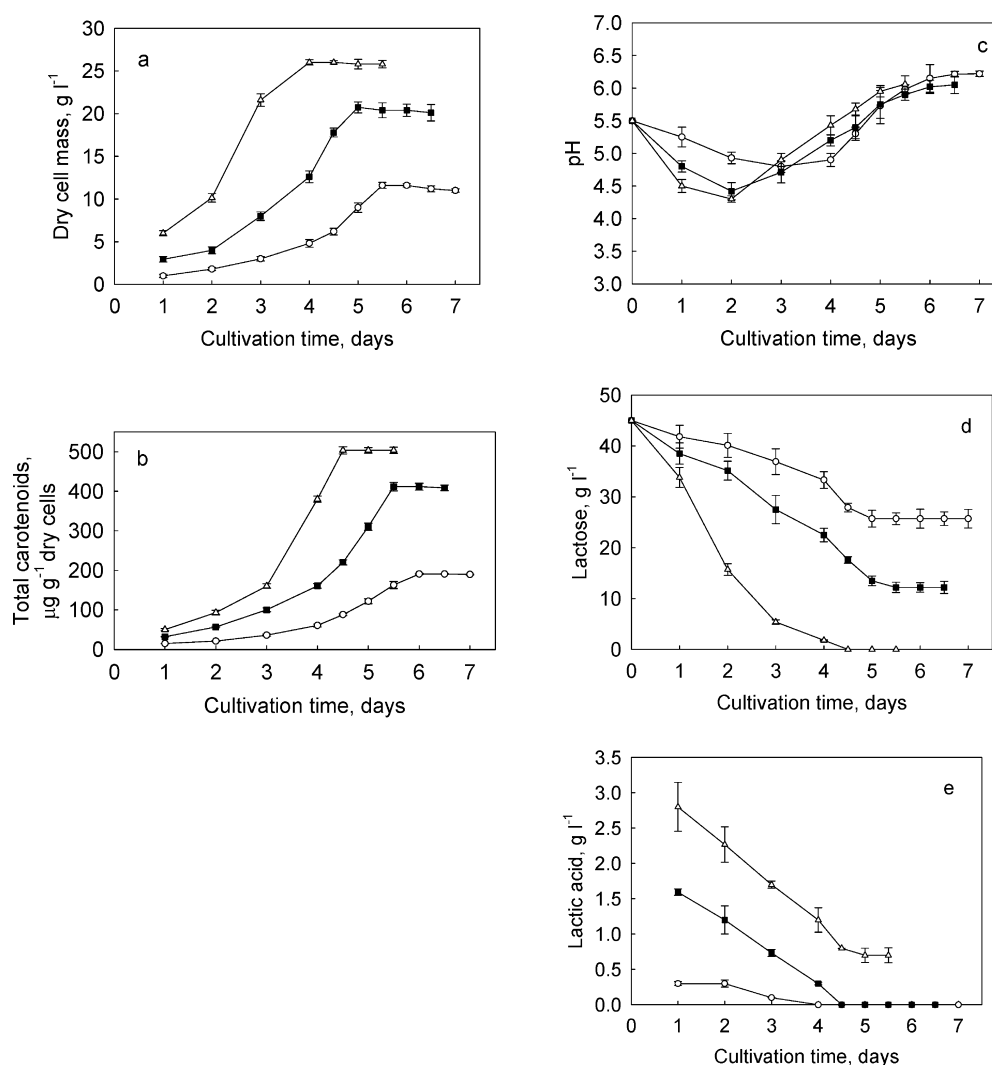 a
30
25
20
15
10
5
0
Dry cell mass, g l⁻¹
0 1 2 3 4 5 6 7
Cultivation time, days
b
500
400
300
200
100
0
Total carotenoids,
µg g⁻¹ dry cells
0 1 2 3 4 5 6 7
Cultivation time, days
c
6.5
6.0
5.5
5.0
4.5
4.0
3.5
3.0
pH
0 1 2 3 4 5 6 7
Cultivation time, days
d
50
40
30
20
10
0
Lactose, g l⁻¹
0 1 2 3 4 5 6 7
Cultivation time, days
e
3.5
3.0
2.5
2.0
1.5
1.0
0.5
0.0
Lactic acid, g l⁻¹
0 1 2 3 4 5 6 7
Cultivation time, days